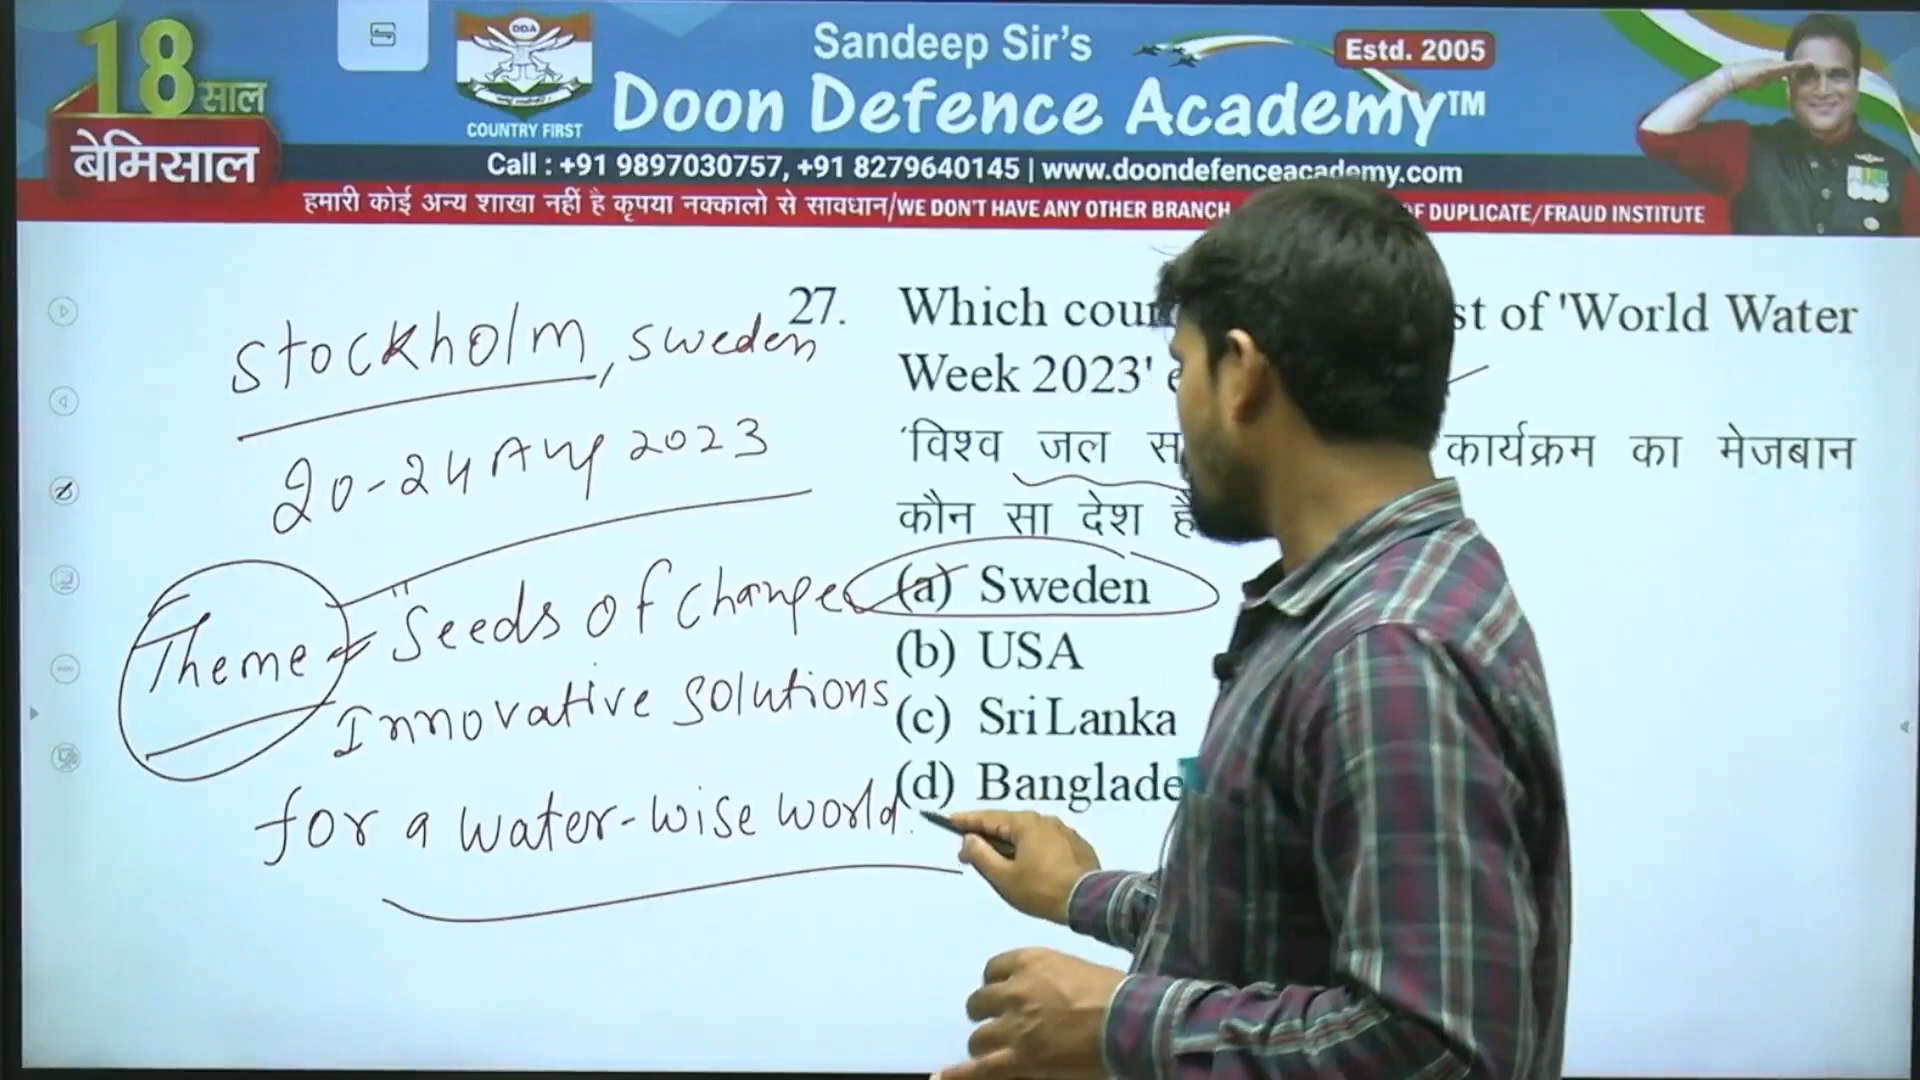 18 साल
बेमिसाल
DDA
COUNTRY FIRST
Sandeep Sir's
Estd. 2005
Doon Defence Academy™
Call : +91 9897030757, +91 8279640145 | www.doondefenceacademy.com
हमारी कोई अन्य शाखा नहीं है कृपया नक्कालो से सावधान/WE DON'T HAVE ANY OTHER BRANCH F DUPLICATE/FRAUD INSTITUTE
Stockholm, Sweden
20-24 Aug 2023
Theme = "Seeds of change
Innovative solutions
for a water-wise world.
27. Which cou st of 'World Water
Week 2023'
'विश्व जल स कार्यक्रम का मेजबान
कौन सा देश है
(a) Sweden
(b) USA
(c) Sri Lanka
(d) Banglade